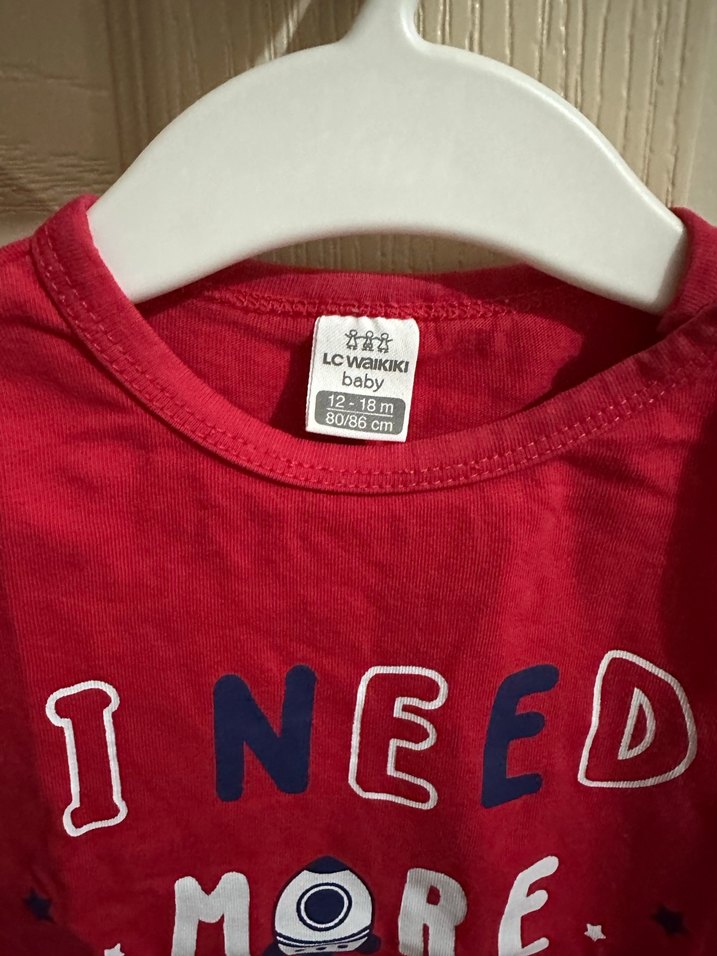 LC WAIKIKI
baby
12 - 18 m
80/86 cm
I NEED
MORE